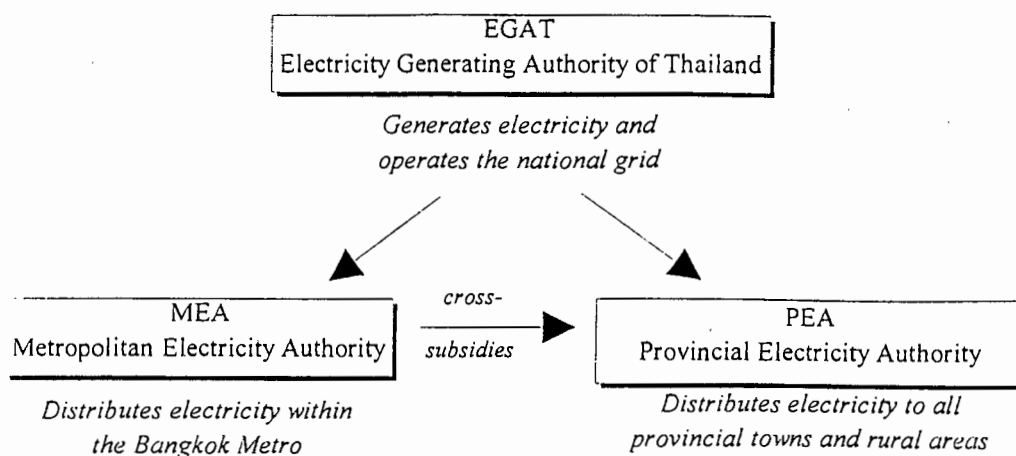 EGAT
Electricity Generating Authority of Thailand
Generates electricity and
operates the national grid
cross-
subsidies
MEA
Metropolitan Electricity Authority
PEA
Provincial Electricity Authority
Distributes electricity within
the Bangkok Metro
Distributes electricity to all
provincial towns and rural areas